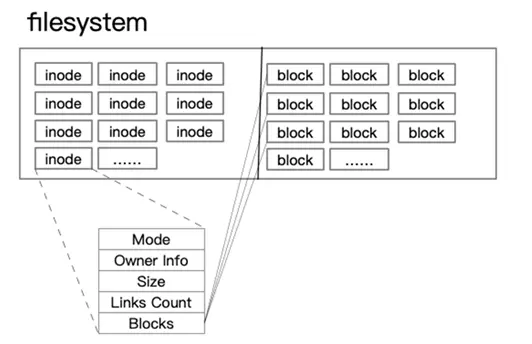 filesystem
inode inode inode block block block
inode inode inode block block block
inode inode inode block block block
inode ...... block ......
Mode
Owner Info
Size
Links Count
Blocks